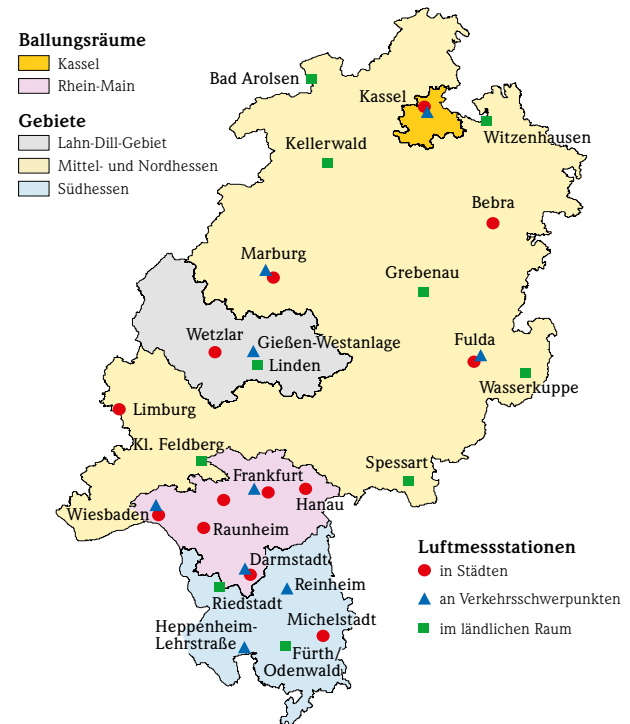 Ballungsräume
Kassel
Rhein-Main
Gebiete
Lahn-Dill-Gebiet
Mittel- und Nordhessen
Südhessen
Bad Arolsen
Kassel
Witzenhausen
Kellerwald
Bebra
Marburg
Grebenau
Wetzlar
Gießen-Westanlage
Linden
Fulda
Wasserkuppe
Limburg
Kl. Feldberg
Spessart
Frankfurt
Hanau
Wiesbaden
Raunheim
Darmstadt
Reinheim
Riedstadt
Michelstadt
Heppenheim-
Lehrstraße
Fürth/
Odenwald
Luftmessstationen
in Städten
an Verkehrsschwerpunkten
im ländlichen Raum